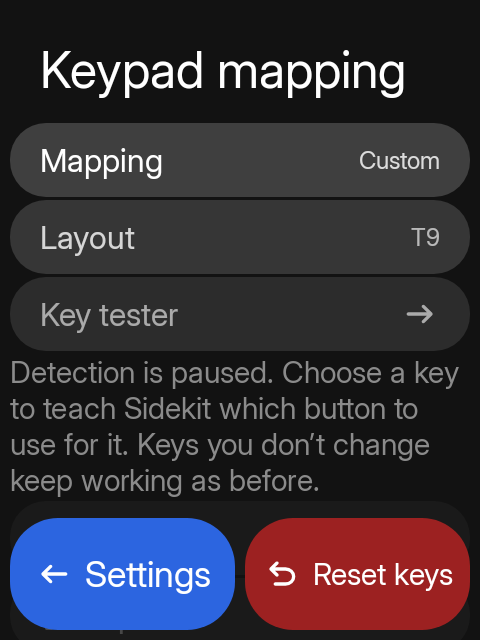 Keypad mapping
Mapping Custom
Layout T9
Key tester
Detection is paused. Choose a key
to teach Sidekit which button to
use for it. Keys you don’t change
keep working as before.
Settings Reset keys